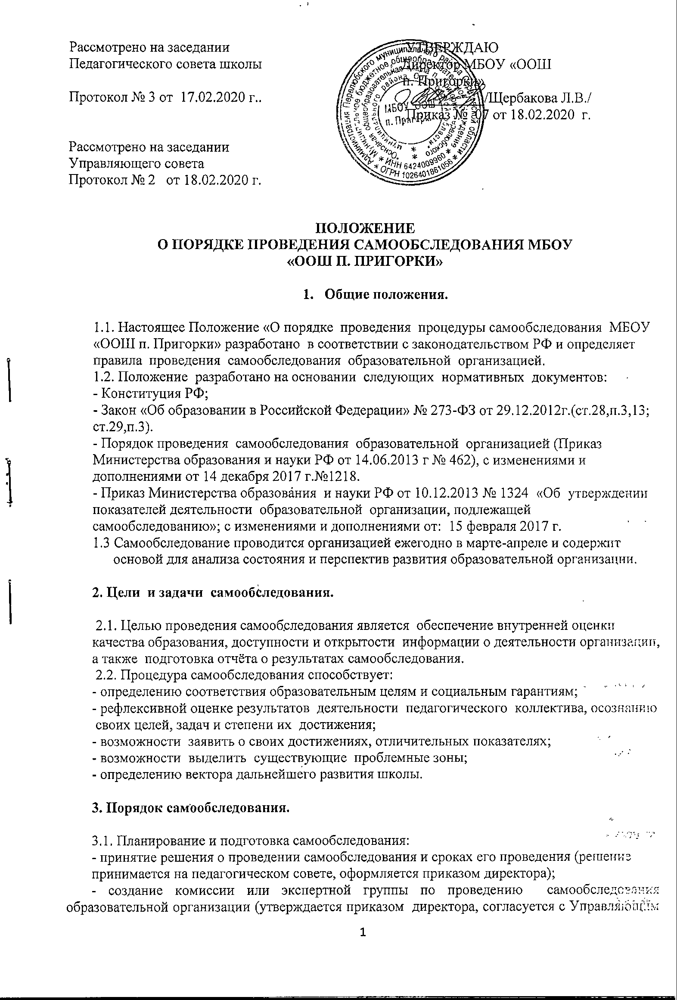 Рассмотрено на заседании
Педагогического совета школы
Протокол № 3 от 17.02.2020 г..
Рассмотрено на заседании
Управляющего совета
Протокол № 2 от 18.02.2020 г.
УТВЕРЖДАЮ
Директор МБОУ «ООШ
п. Пригорки»
/Щербакова Л.В./
Приказ № 07 от 18.02.2020 г.
МБОУ ООШ
* ИНН 6424009960 *
* ОГРН 1026401861056 *
ПОЛОЖЕНИЕ
О ПОРЯДКЕ ПРОВЕДЕНИЯ САМООБСЛЕДОВАНИЯ МБОУ
«ООШ П. ПРИГОРКИ»
1. Общие положения.
1.1. Настоящее Положение «О порядке проведения процедуры самообследования МБОУ
«ООШ п. Пригорки» разработано в соответствии с законодательством РФ и определяет
правила проведения самообследования образовательной организацией.
1.2. Положение разработано на основании следующих нормативных документов:
- Конституция РФ;
- Закон «Об образовании в Российской Федерации» № 273-ФЗ от 29.12.2012г.(ст.28,п.3,13;
ст.29,п.3).
- Порядок проведения самообследования образовательной организацией (Приказ
Министерства образования и науки РФ от 14.06.2013 г № 462), с изменениями и
дополнениями от 14 декабря 2017 г.№1218.
- Приказ Министерства образования и науки РФ от 10.12.2013 № 1324 «Об утверждении
показателей деятельности образовательной организации, подлежащей
самообследованию»; с изменениями и дополнениями от: 15 февраля 2017 г.
1.3 Самообследование проводится организацией ежегодно в марте-апреле и содержит
основой для анализа состояния и перспектив развития образовательной организации.
2. Цели и задачи самообследования.
2.1. Целью проведения самообследования является обеспечение внутренней оценки
качества образования, доступности и открытости информации о деятельности организации,
а также подготовка отчёта о результатах самообследования.
2.2. Процедура самообследования способствует:
- определению соответствия образовательным целям и социальным гарантиям;
- рефлексивной оценке результатов деятельности педагогического коллектива, осознанию
своих целей, задач и степени их достижения;
- возможности заявить о своих достижениях, отличительных показателях;
- возможности выделить существующие проблемные зоны;
- определению вектора дальнейшего развития школы.
3. Порядок самообследования.
3.1. Планирование и подготовка самообследования:
- принятие решения о проведении самообследования и сроках его проведения (решение
принимается на педагогическом совете, оформляется приказом директора);
- создание комиссии или экспертной группы по проведению самообследования
образовательной организации (утверждается приказом директора, согласуется с Управляющим
1